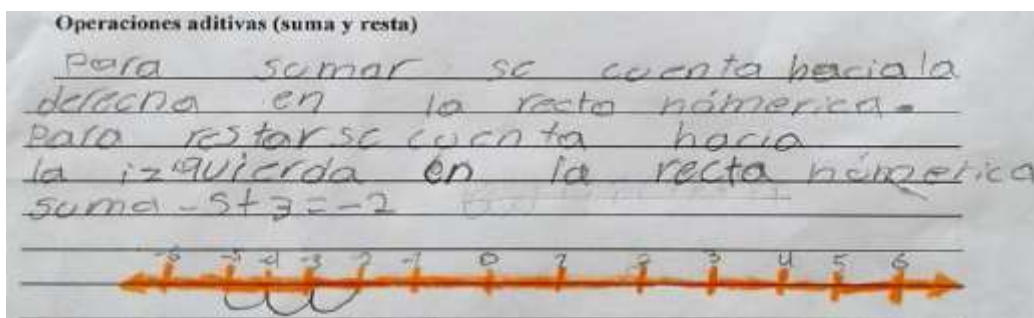 Operaciones aditivas (suma y resta)
Para sumar se cuenta hacia la
derecha en la recta númerica.
Para restar se cuenta hacia
la izquierda en la recta númerica
suma -5+3=-2
-6 -5 -4 -3 -2 -1 0 1 2 3 4 5 6